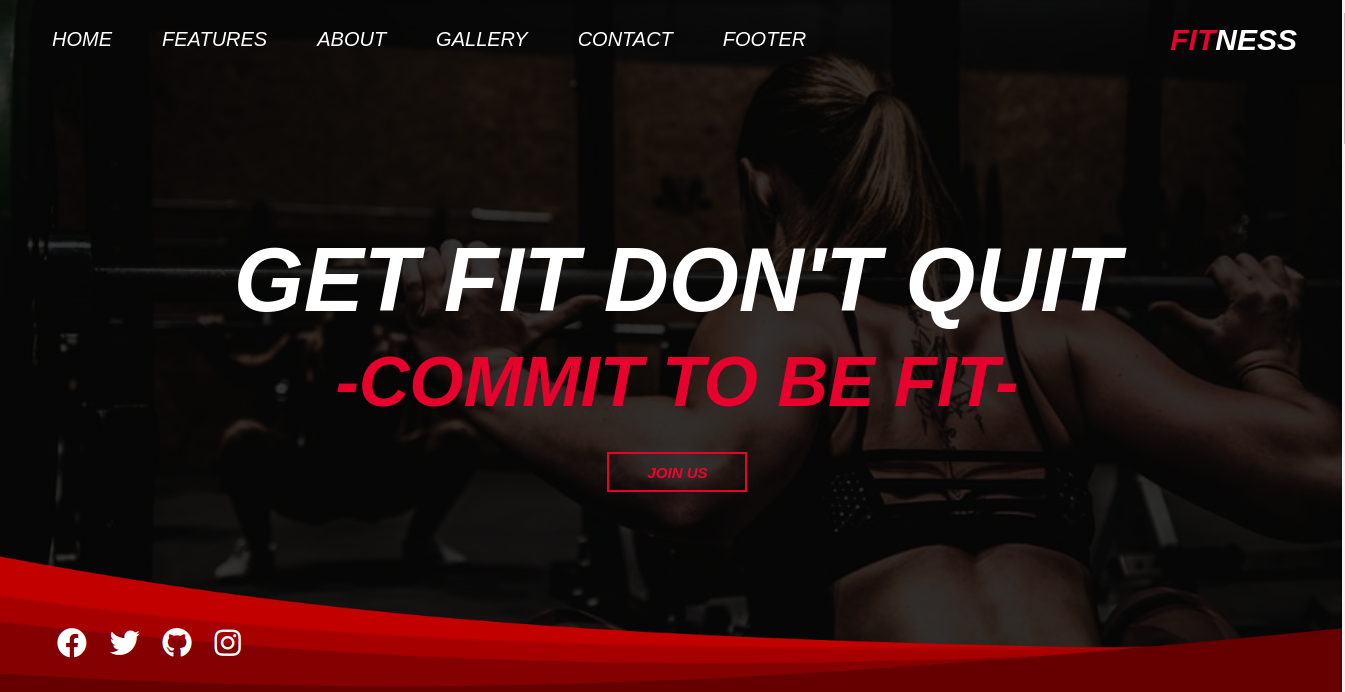 HOME FEATURES ABOUT GALLERY CONTACT FOOTER FITNESS
GET FIT DON'T QUIT
-COMMIT TO BE FIT-
JOIN US